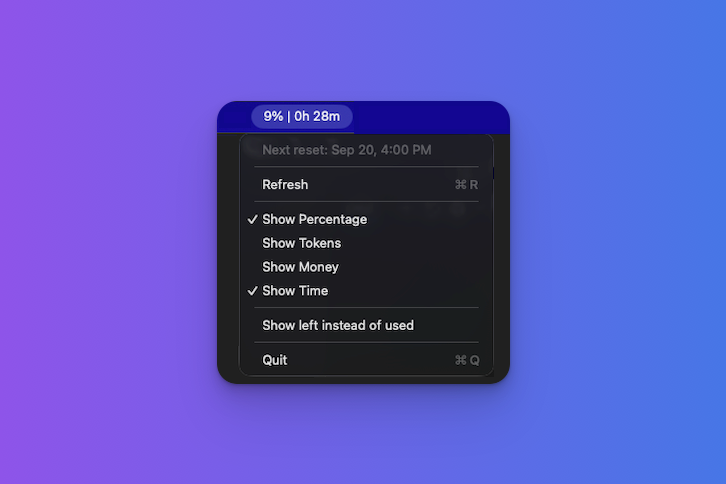 9% | 0h 28m
Next reset: Sep 20, 4:00 PM
Refresh ⌘ R
✓ Show Percentage
Show Tokens
Show Money
✓ Show Time
Show left instead of used
Quit ⌘ Q